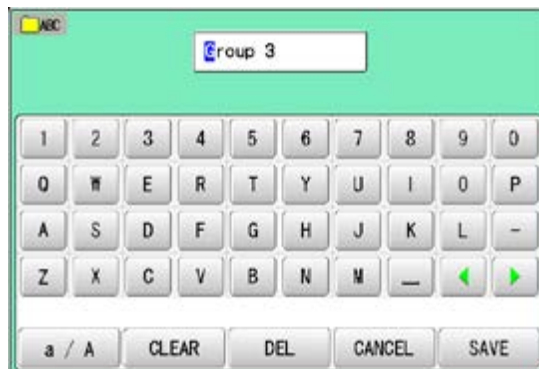 ABC
Group 3
1 2 3 4 5 6 7 8 9 0
Q W E R T Y U I O P
A S D F G H J K L -
Z X C V B N M _
a / A CLEAR DEL CANCEL SAVE